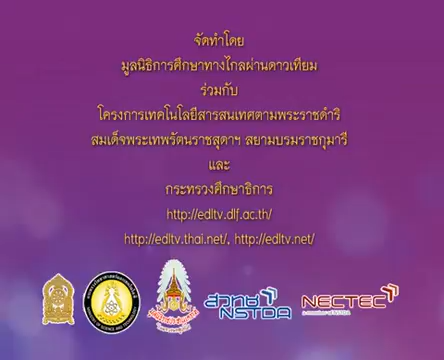 จัดทำโดย
มูลนิธิการศึกษาทางไกลผ่านดาวเทียม
ร่วมกับ
โครงการเทคโนโลยีสารสนเทศตามพระราชดำริ
สมเด็จพระเทพรัตนราชสุดาฯ สยามบรมราชกุมารี
และ
กระทรวงศึกษาธิการ
http://edltv.dlf.ac.th/
http://edltv.thai.net/, http://edltv.net/
สวทช NECTEC
NSTDA a member of NSTDA